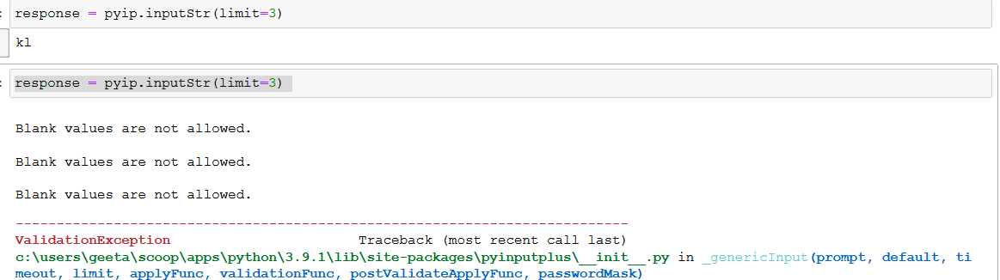 response = pyip.inputStr(limit=3)
kl
response = pyip.inputStr(limit=3)
Blank values are not allowed.
Blank values are not allowed.
Blank values are not allowed.
---------------------------------------------------------------------------
ValidationException                       Traceback (most recent call last)
c:\users\geeta\scoop\apps\python\3.9.1\lib\site-packages\pyinputplus\__init__.py in _genericInput(prompt, default, ti
meout, limit, applyFunc, validationFunc, postValidateApplyFunc, passwordMask)